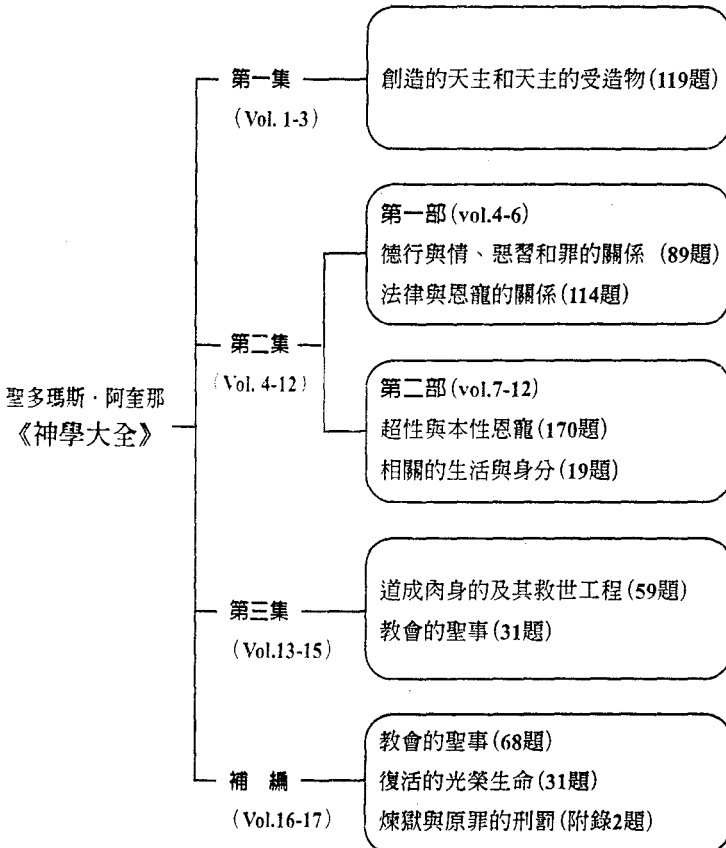 聖多瑪斯．阿奎那
《神學大全》
第一集
(Vol. 1-3)
創造的天主和天主的受造物(119題)
第二集
(Vol. 4-12)
第一部(vol.4-6)
德行與情、惡習和罪的關係 (89題)
法律與恩寵的關係(114題)
第二部(vol.7-12)
超性與本性恩寵(170題)
相關的生活與身分(19題)
第三集
(Vol.13-15)
道成肉身的及其救世工程(59題)
教會的聖事(31題)
補 編
(Vol.16-17)
教會的聖事(68題)
復活的光榮生命(31題)
煉獄與原罪的刑罰(附錄2題)